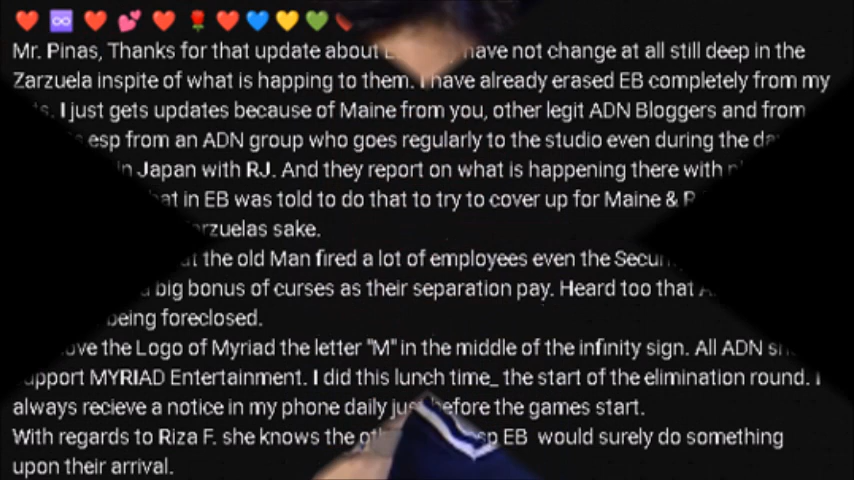 Mr. Pinas, Thanks for that update about have not change at all still deep in the
Zarzuela inspite of what is happing to them. I have already erased EB completely from my
I just gets updates because of Maine from you, other legit ADN Bloggers and from
esp from an ADN group who goes regularly to the studio even during the
in Japan with RJ. And they report on what is happening there with
in EB was told to do that to try to cover up for Maine &
sake.
the old Man fired a lot of employees even the
big bonus of curses as their separation pay. Heard too that
being foreclosed.
the Logo of Myriad the letter "M" in the middle of the infinity sign. All ADN
support MYRIAD Entertainment. I did this lunch time_ the start of the elimination round. I
always recieve a notice in my phone daily just before the games start.
With regards to Riza F. she knows the esp EB would surely do something
upon their arrival.